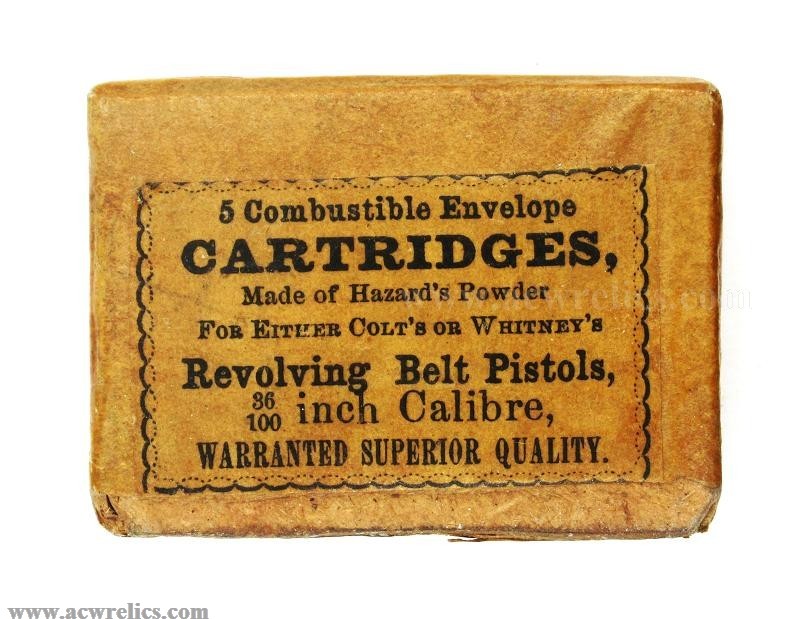 5 Combustible Envelope
CARTRIDGES,
Made of Hazard's Powder
FOR EITHER COLT'S OR WHITNEY'S
Revolving Belt Pistols,
36/100 inch Calibre,
WARRANTED SUPERIOR QUALITY.
www.acwrelics.com